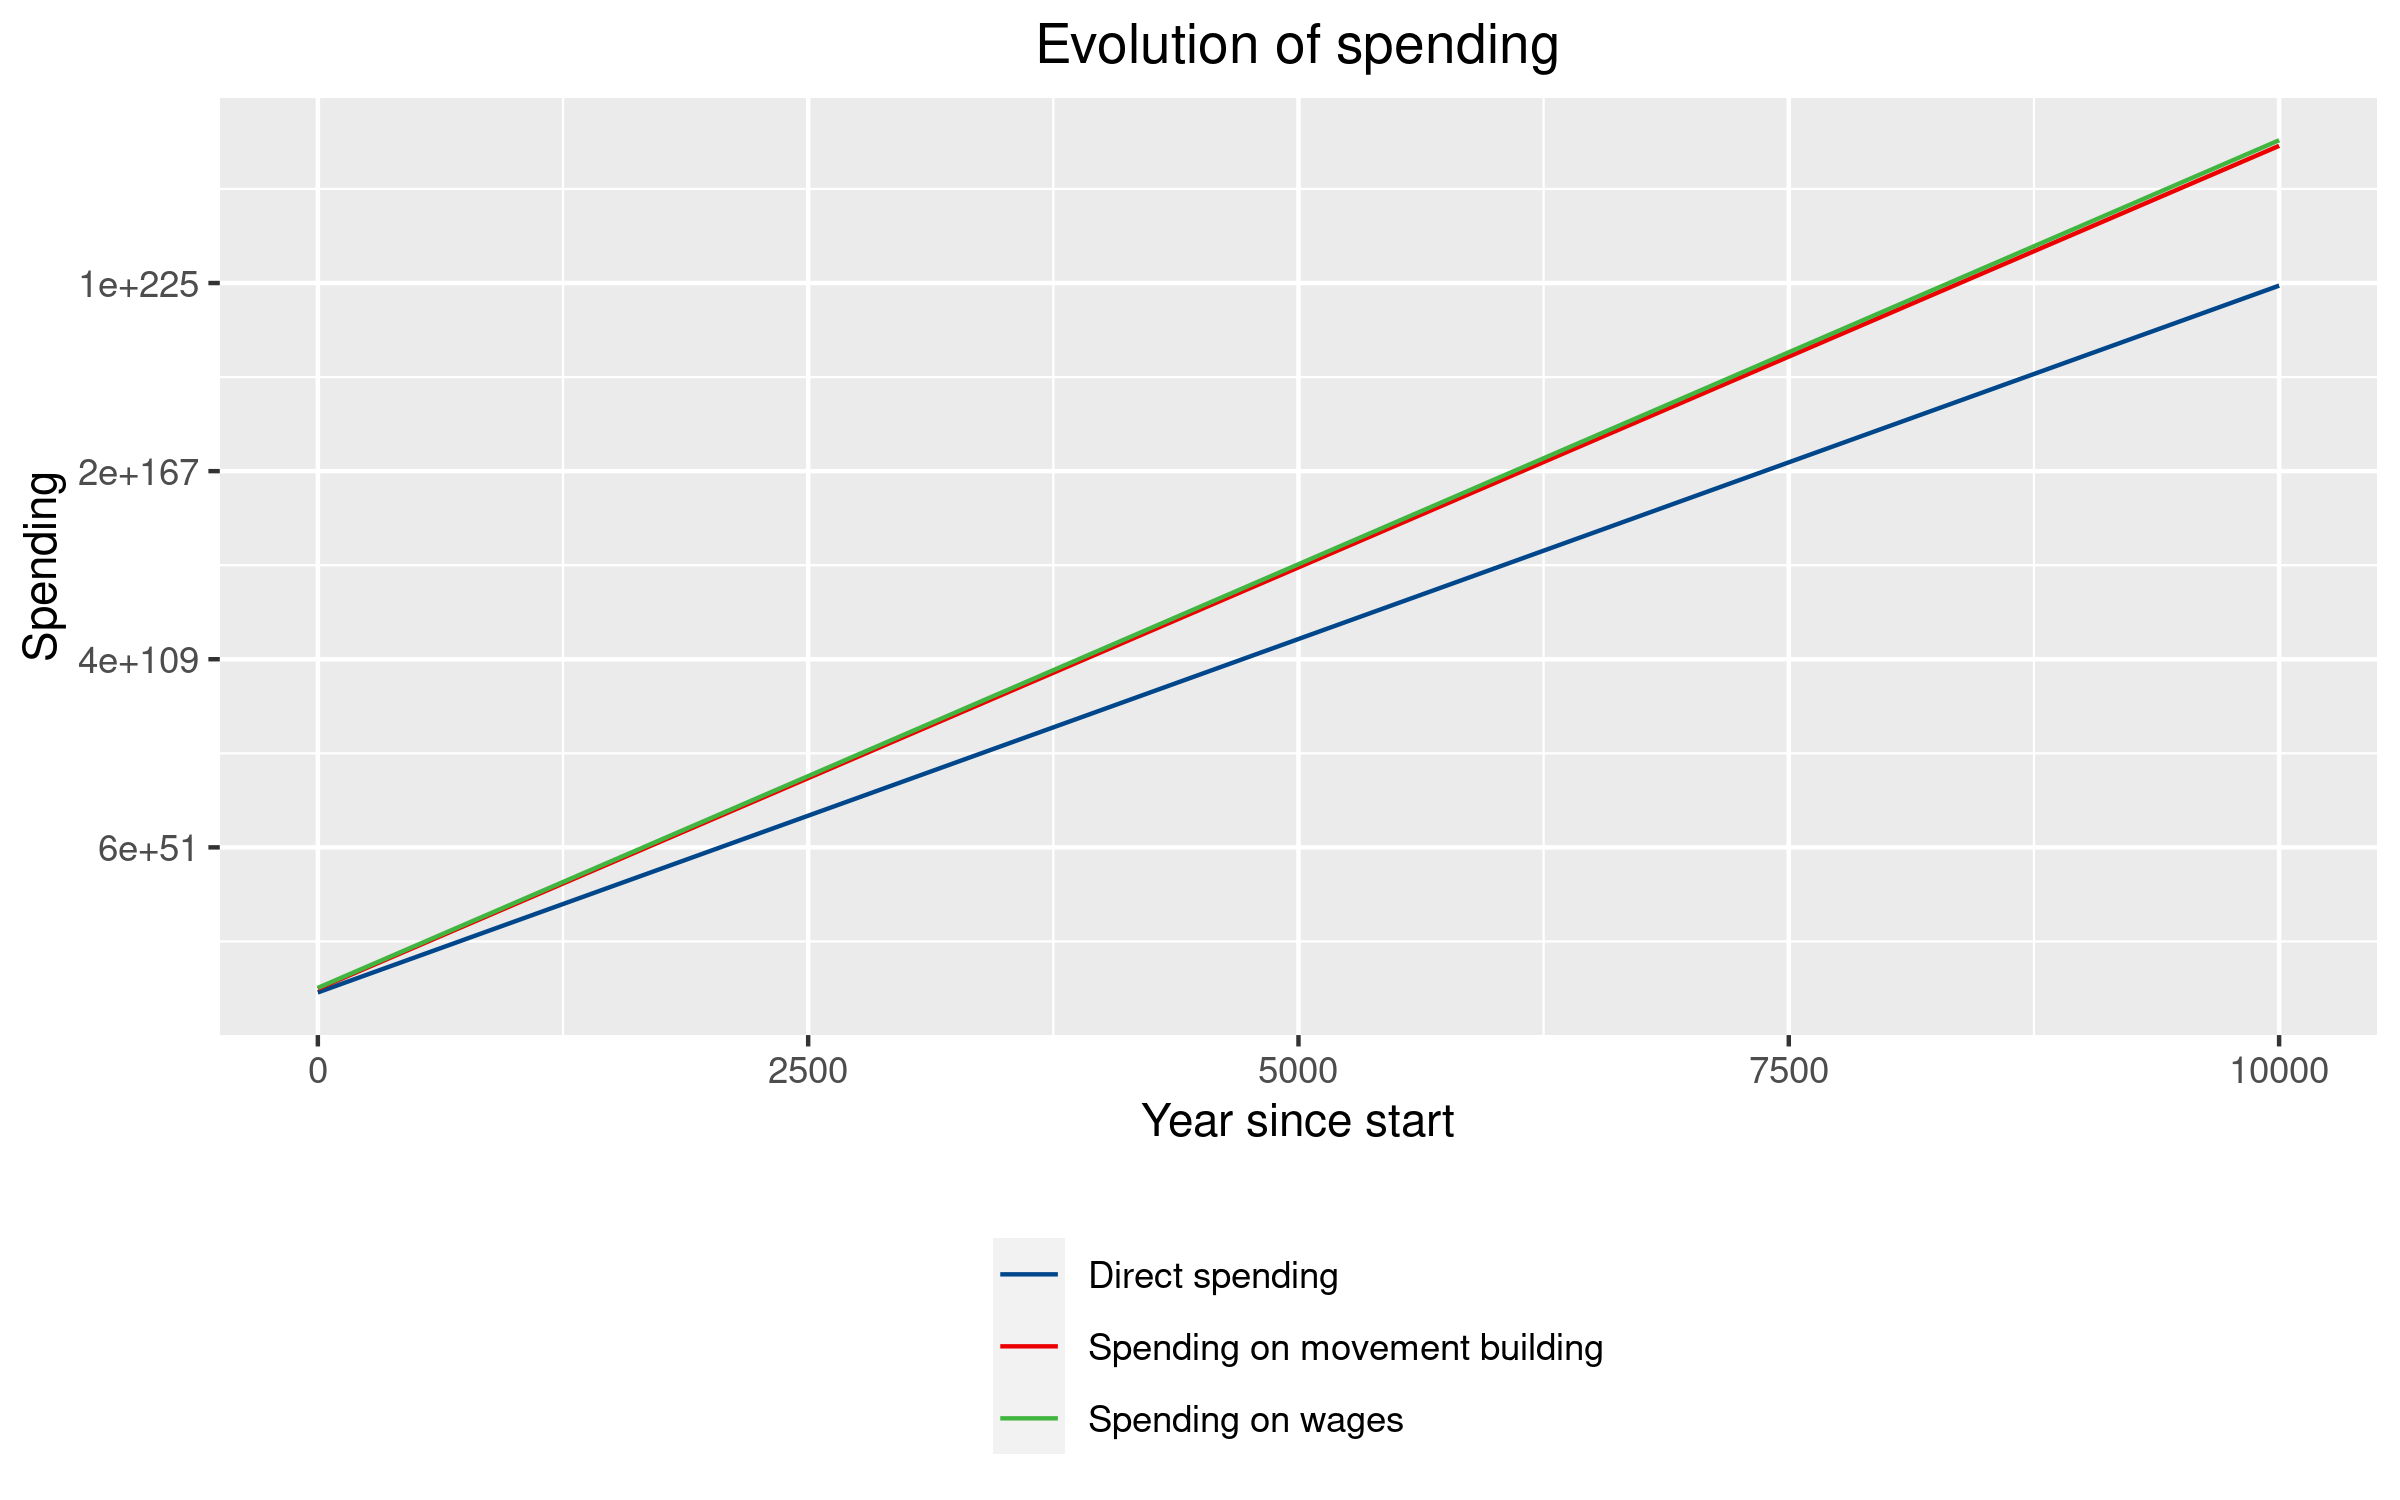 Evolution of spending
Spending
1e+225
2e+167
4e+109
6e+51
0 2500 5000 7500 10000
Year since start
Direct spending
Spending on movement building
Spending on wages